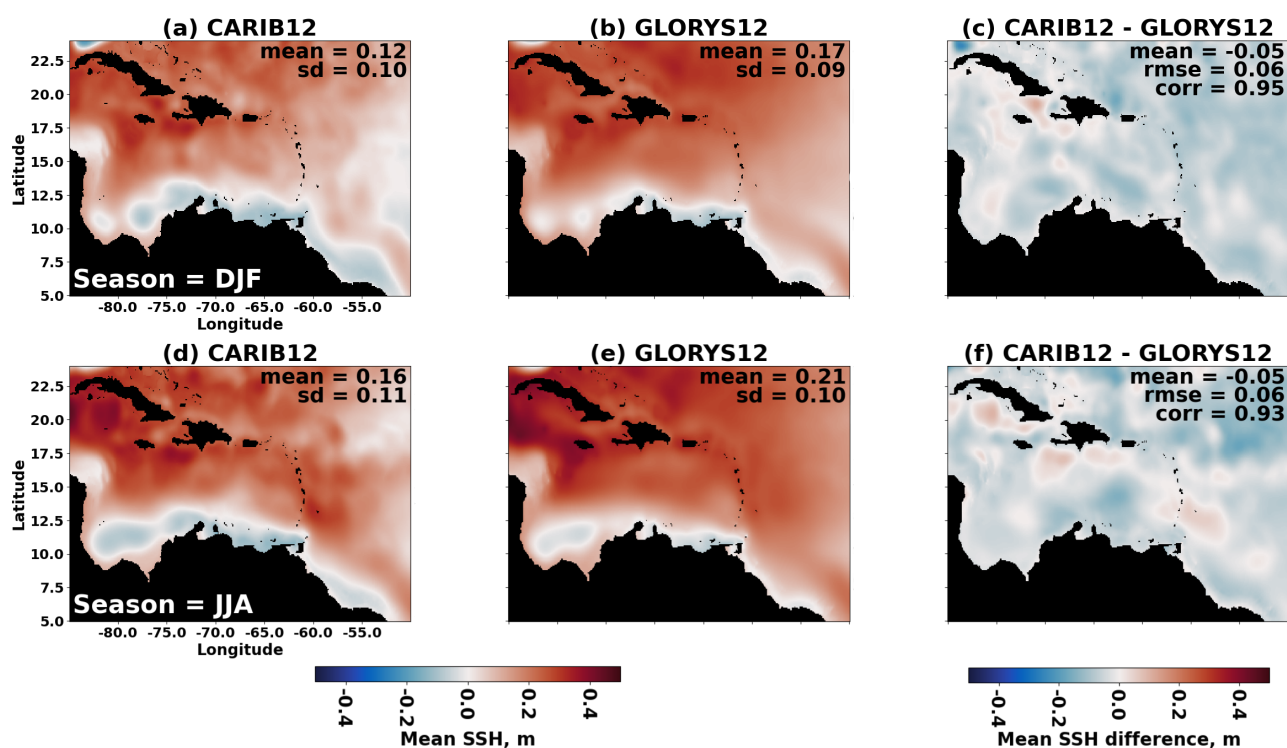 (a) CARIB12
mean = 0.12
sd = 0.10
22.5
20.0
17.5
15.0
12.5
10.0
7.5
5.0
Latitude
Season = DJF
-80.0 -75.0 -70.0 -65.0 -60.0 -55.0
Longitude
(b) GLORYS12
mean = 0.17
sd = 0.09
(c) CARIB12 - GLORYS12
mean = -0.05
rmse = 0.06
corr = 0.95
(d) CARIB12
mean = 0.16
sd = 0.11
22.5
20.0
17.5
15.0
12.5
10.0
7.5
5.0
Latitude
Season = JJA
-80.0 -75.0 -70.0 -65.0 -60.0 -55.0
Longitude
(e) GLORYS12
mean = 0.21
sd = 0.10
(f) CARIB12 - GLORYS12
mean = -0.05
rmse = 0.06
corr = 0.93
-0.4 -0.2 0.0 0.2 0.4
Mean SSH, m
-0.4 -0.2 0.0 0.2 0.4
Mean SSH difference, m